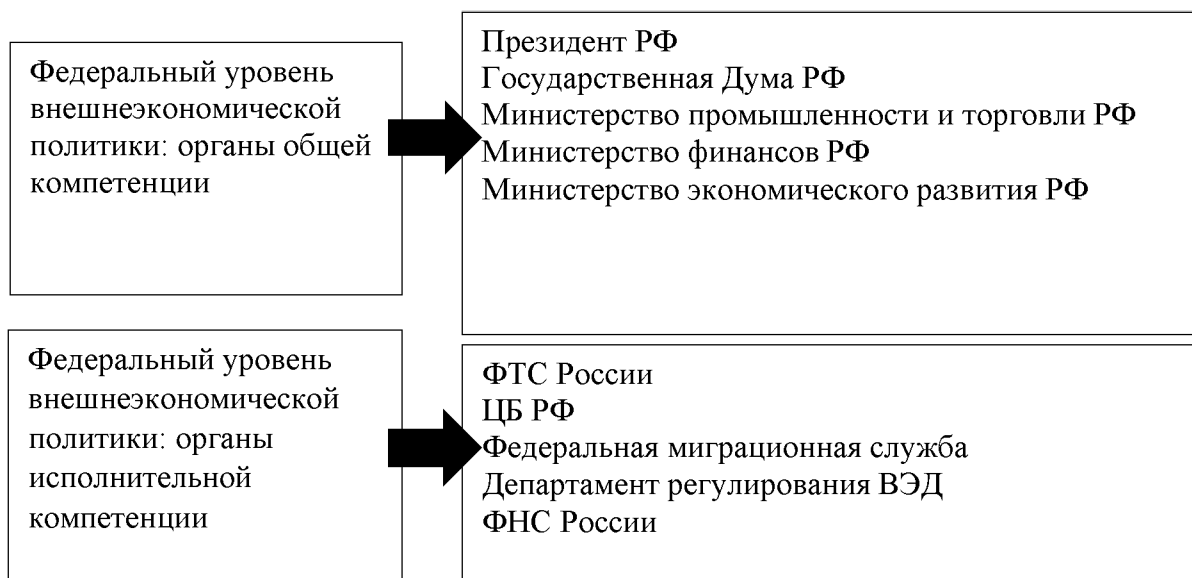 Федеральный уровень
внешнеэкономической
политики: органы общей
компетенции
Президент РФ
Государственная Дума РФ
Министерство промышленности и торговли РФ
Министерство финансов РФ
Министерство экономического развития РФ
Федеральный уровень
внешнеэкономической
политики: органы
исполнительной
компетенции
ФТС России
ЦБ РФ
Федеральная миграционная служба
Департамент регулирования ВЭД
ФНС России